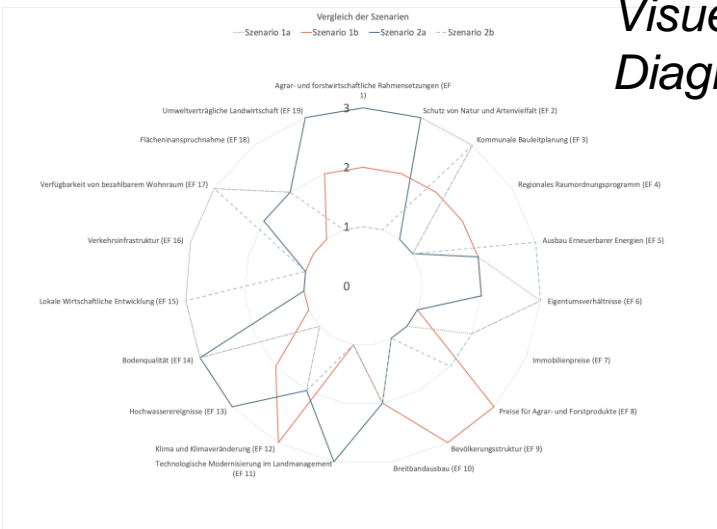 Visue
Diagr
Vergleich der Szenarien
Szenario 1a Szenario 1b Szenario 2a Szenario 2b
Agrar- und forstwirtschaftliche Rahmensetzungen (EF
1)
Umweltverträgliche Landwirtschaft (EF 19)
Schutz von Natur und Artenvielfalt (EF 2)
Flächeninanspruchnahme (EF 18)
Kommunale Bauleitplanung (EF 3)
Verfügbarkeit von bezahlbarem Wohnraum (EF 17)
Regionales Raumordnungsprogramm (EF 4)
Verkehrsinfrastruktur (EF 16)
Ausbau Erneuerbarer Energien (EF 5)
Lokale Wirtschaftliche Entwicklung (EF 15)
Eigentumsverhältnisse (EF 6)
Bodenqualität (EF 14)
Immobilienpreise (EF 7)
Hochwasserereignisse (EF 13)
Preise für Agrar- und Forstprodukte (EF 8)
Klima und Klimaveränderung (EF 12)
Bevölkerungsstruktur (EF 9)
Technologische Modernisierung im Landmanagement
(EF 11)
Breitbandausbau (EF 10)
3
2
1
0